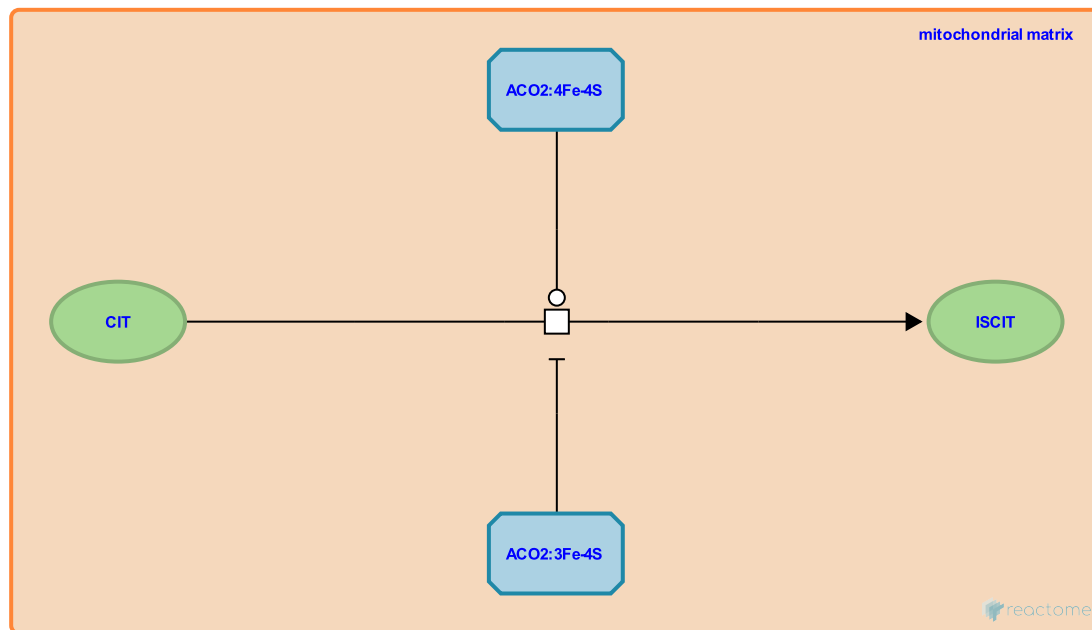 mitochondrial matrix
ACO2:4Fe-4S
CIT
ISCIT
ACO2:3Fe-4S
reactome